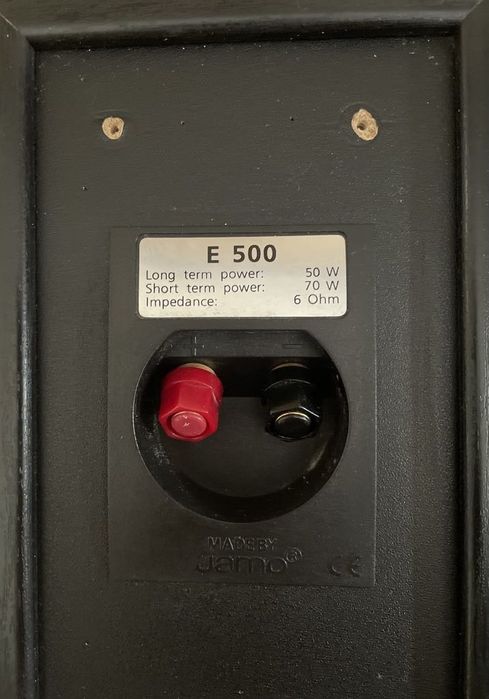 E 500
Long term power: 50 W
Short term power: 70 W
Impedance: 6 Ohm
MADE BY
Jamo®
CE